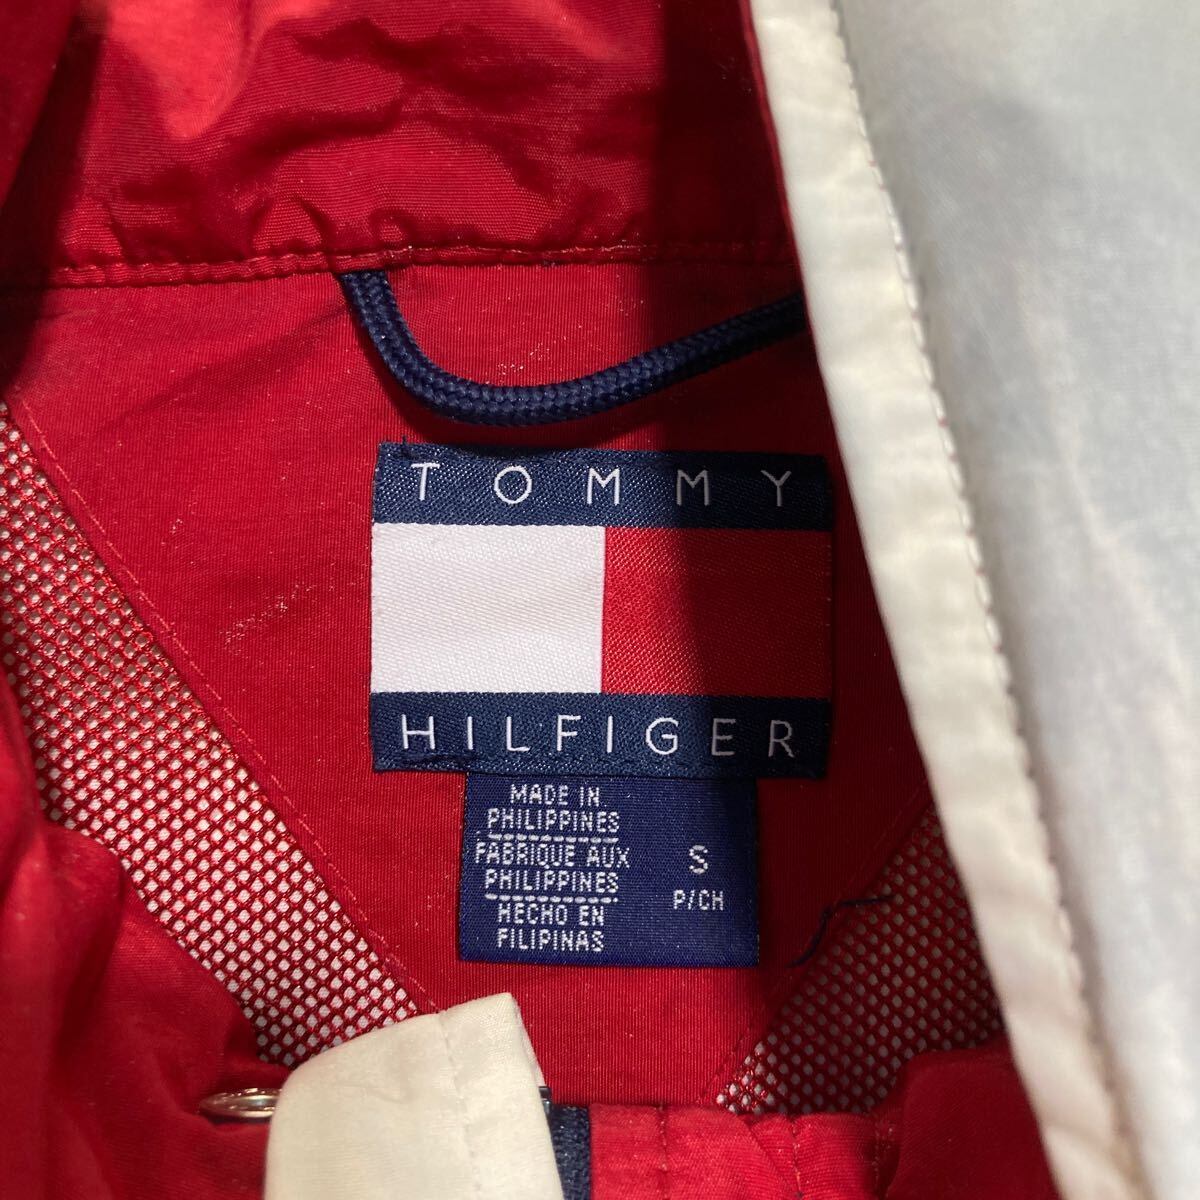 TOMMY
HILFIGER
MADE IN
PHILIPPINES
FABRIQUE AUX
PHILIPPINES
HECHO EN
FILIPINAS
S
P/CH